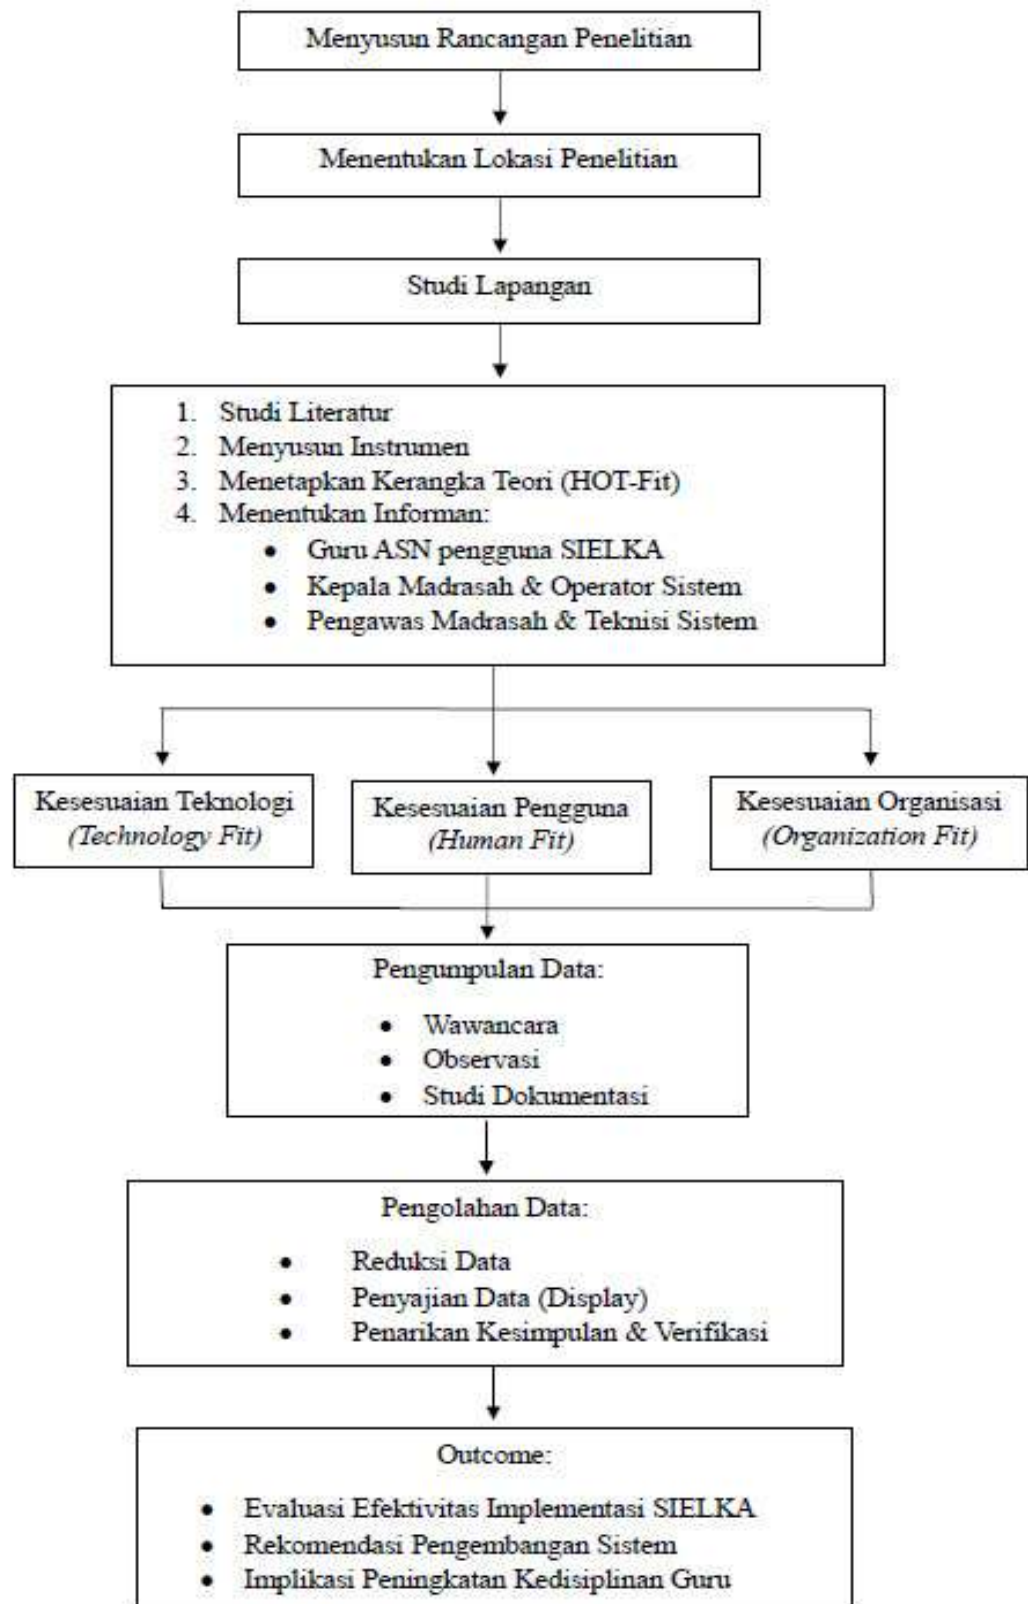 Menyusun Rancangan Penelitian
Menentukan Lokasi Penelitian
Studi Lapangan
1. Studi Literatur
2. Menyusun Instrumen
3. Menetapkan Kerangka Teori (HOT-Fit)
4. Menentukan Informan:
• Guru ASN pengguna SIELKA
• Kepala Madrasah & Operator Sistem
• Pengawas Madrasah & Teknisi Sistem
Kesesuaian Teknologi
(Technology Fit)
Kesesuaian Pengguna
(Human Fit)
Kesesuaian Organisasi
(Organization Fit)
Pengumpulan Data:
• Wawancara
• Observasi
• Studi Dokumentasi
Pengolahan Data:
• Reduksi Data
• Penyajian Data (Display)
• Penarikan Kesimpulan & Verifikasi
Outcome:
• Evaluasi Efektivitas Implementasi SIELKA
• Rekomendasi Pengembangan Sistem
• Implikasi Peningkatan Kedisiplinan Guru